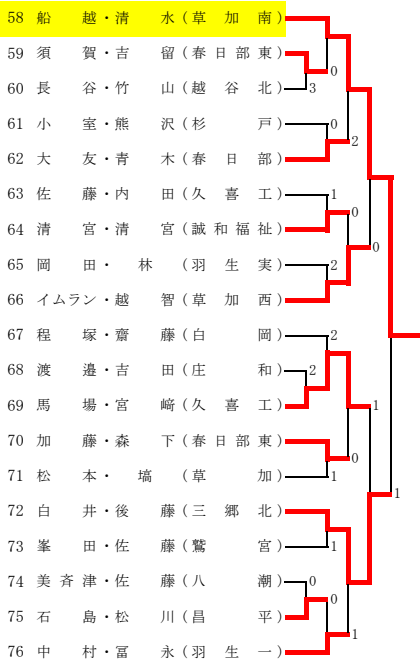 58 船越・清水(草加南)
59 須賀・吉留(春日部東)
0
60 長谷・竹山(越谷北)
3
61 小室・熊沢(杉戸)
0
2
62 大友・青木(春日部)
63 佐藤・内田(久喜工)
1
0
64 清宮・清宮(誠和福祉)
0
65 岡田・林(羽生実)
2
66 イムラン・越智(草加西)
67 程塚・齋藤(白岡)
2
68 渡邉・吉田(庄和)
2
69 馬場・宮﨑(久喜工)
1
70 加藤・森下(春日部東)
0
71 松本・塙(草加)
1
1
72 白井・後藤(三郷北)
73 峯田・佐藤(鷲宮)
1
74 美斉津・佐藤(八潮)
0
0
75 石島・松川(昌平)
1
76 中村・冨永(羽生一)